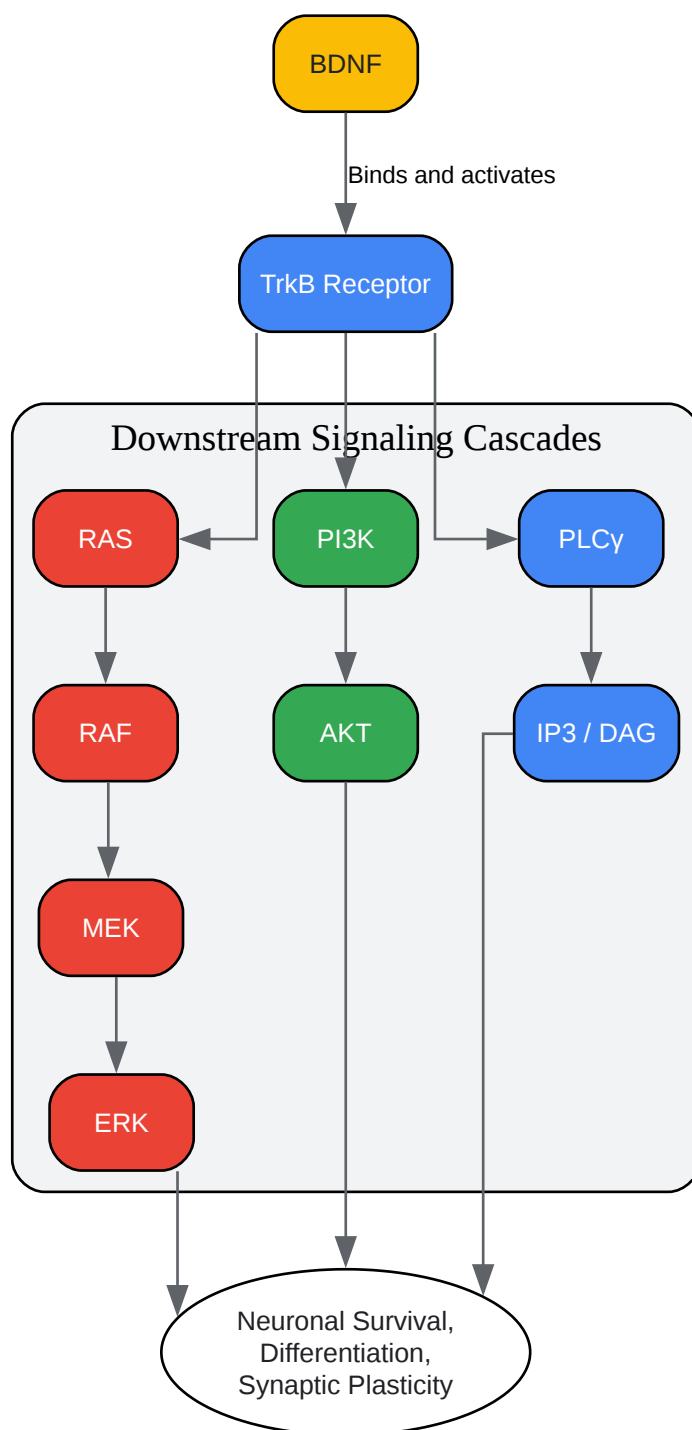 BDNF
Binds and activates
TrkB Receptor
Downstream Signaling Cascades
RAS
PI3K
PLCγ
RAF
AKT
IP3 / DAG
MEK
ERK
Neuronal Survival,
Differentiation,
Synaptic Plasticity